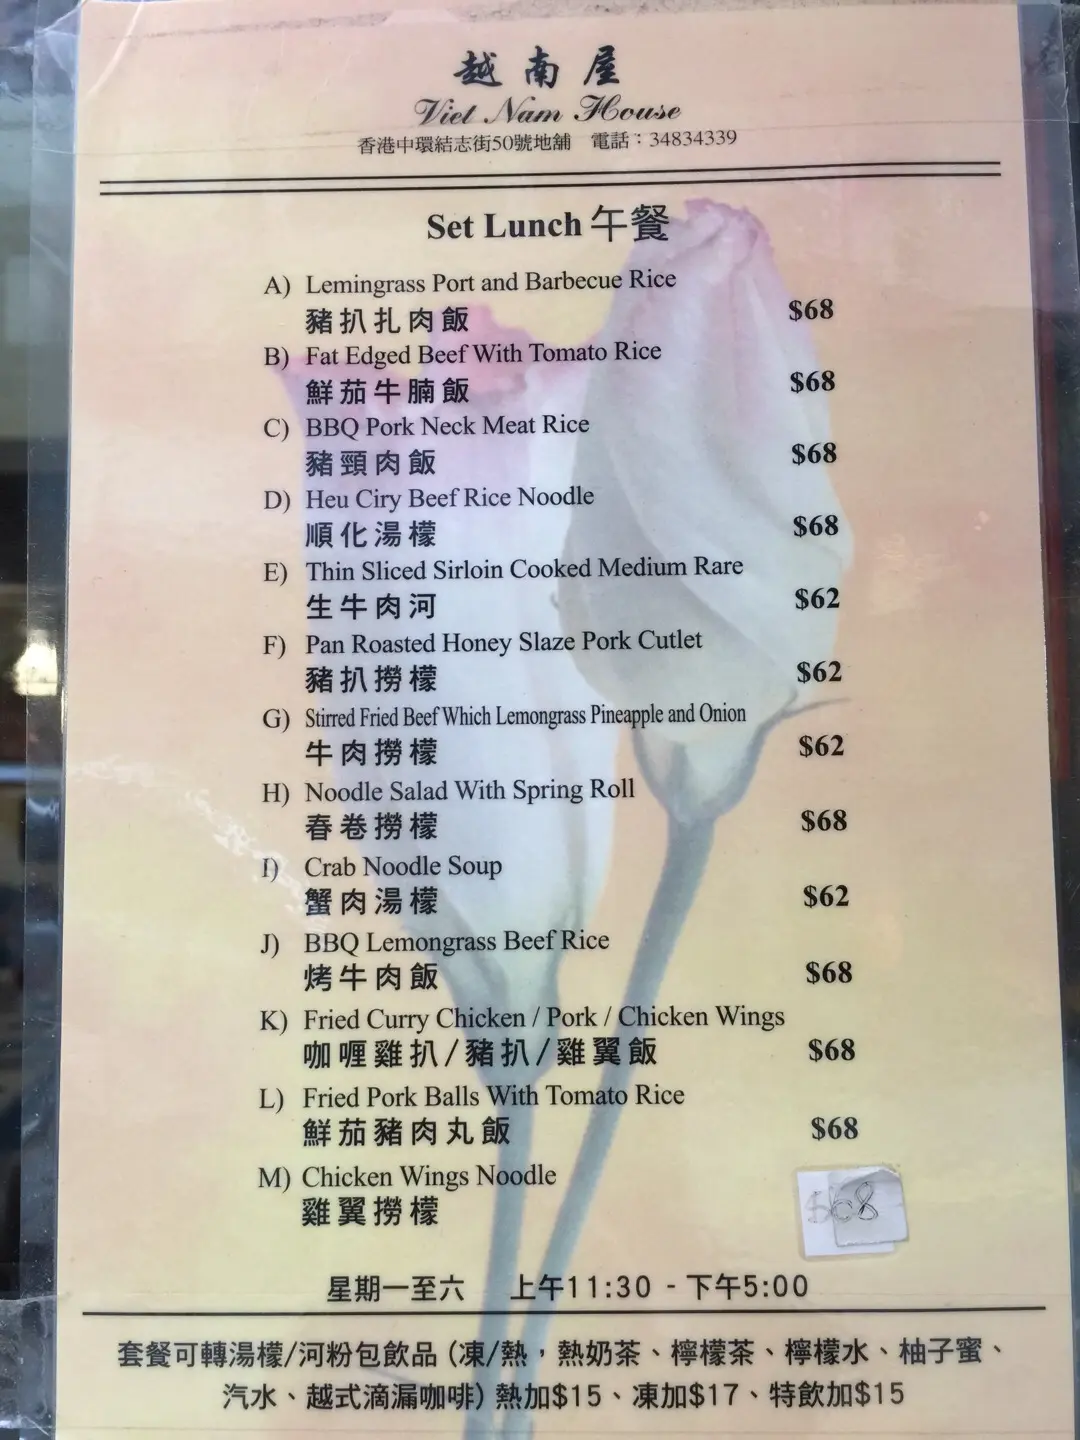 越南屋
Viet Nam House
香港中環結志街50號地舖 電話：34834339
Set Lunch 午餐
A) Lemingrass Port and Barbecue Rice
豬扒扎肉飯 $68
B) Fat Edged Beef With Tomato Rice
鮮茄牛腩飯 $68
C) BBQ Pork Neck Meat Rice
豬頸肉飯 $68
D) Heu Ciry Beef Rice Noodle
順化湯檬 $68
E) Thin Sliced Sirloin Cooked Medium Rare
生牛肉河 $62
F) Pan Roasted Honey Slaze Pork Cutlet
豬扒撈檬 $62
G) Stirred Fried Beef Which Lemongrass Pineapple and Onion
牛肉撈檬 $62
H) Noodle Salad With Spring Roll
春卷撈檬 $68
I) Crab Noodle Soup
蟹肉湯檬 $62
J) BBQ Lemongrass Beef Rice
烤牛肉飯 $68
K) Fried Curry Chicken / Pork / Chicken Wings
咖喱雞扒/豬扒/雞翼飯 $68
L) Fried Pork Balls With Tomato Rice
鮮茄豬肉丸飯 $68
M) Chicken Wings Noodle
雞翼撈檬 $68
星期一至六 上午11:30 - 下午5:00
套餐可轉湯檬/河粉包飲品 (凍/熱，熱奶茶、檸檬茶、檸檬水、柚子蜜、
汽水、越式滴漏咖啡) 熱加$15、凍加$17、特飲加$15